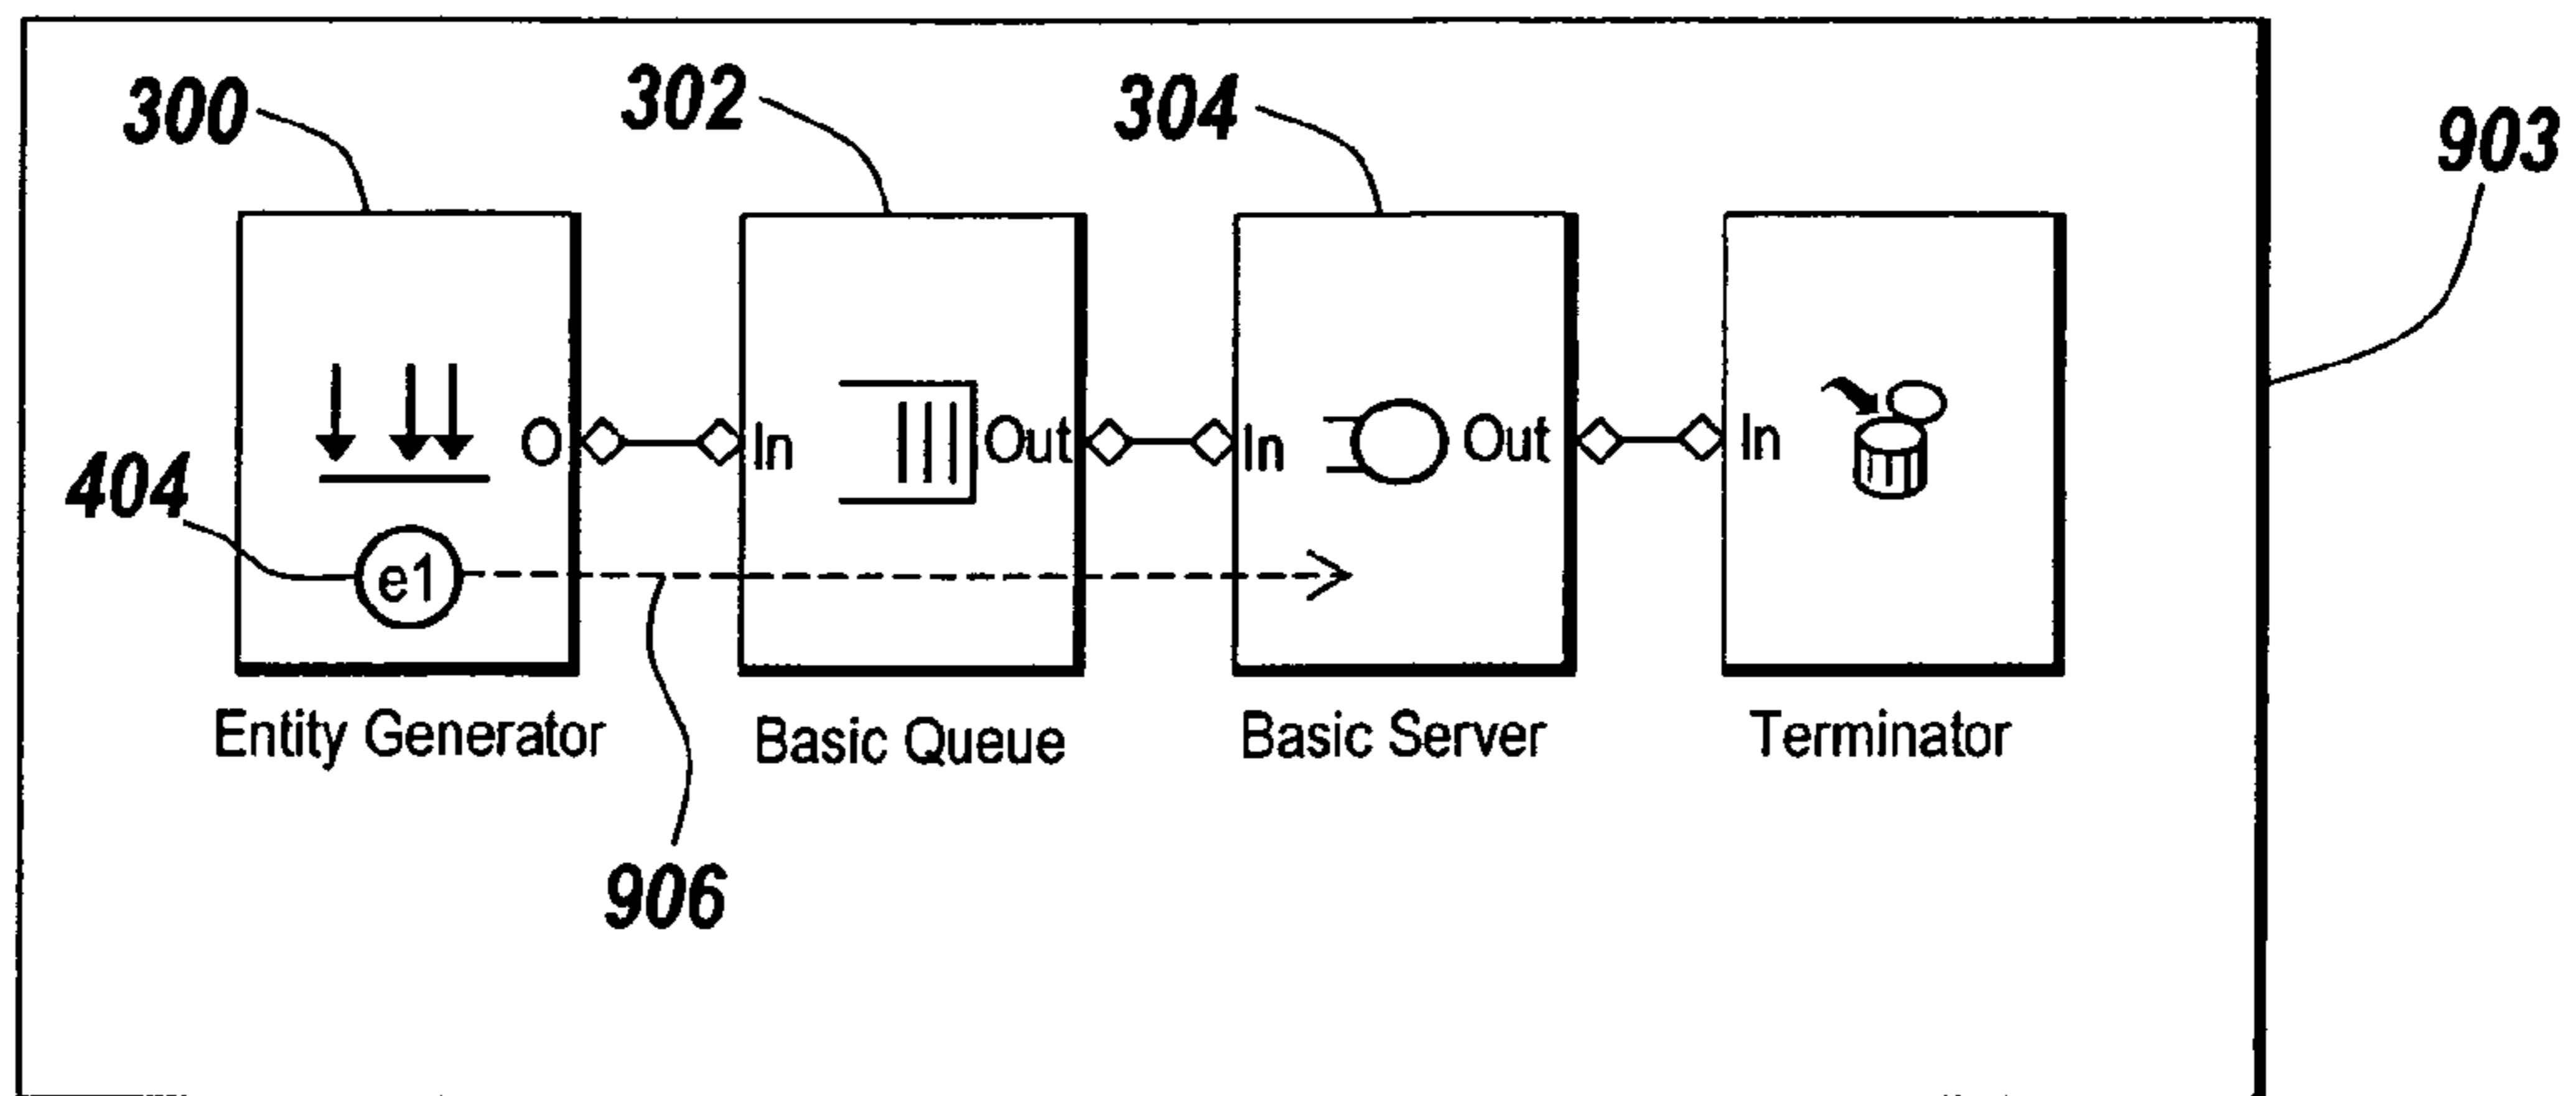 300
302
304
903
O
In
Out
In
Out
In
404
e1
Entity Generator
Basic Queue
Basic Server
Terminator
906